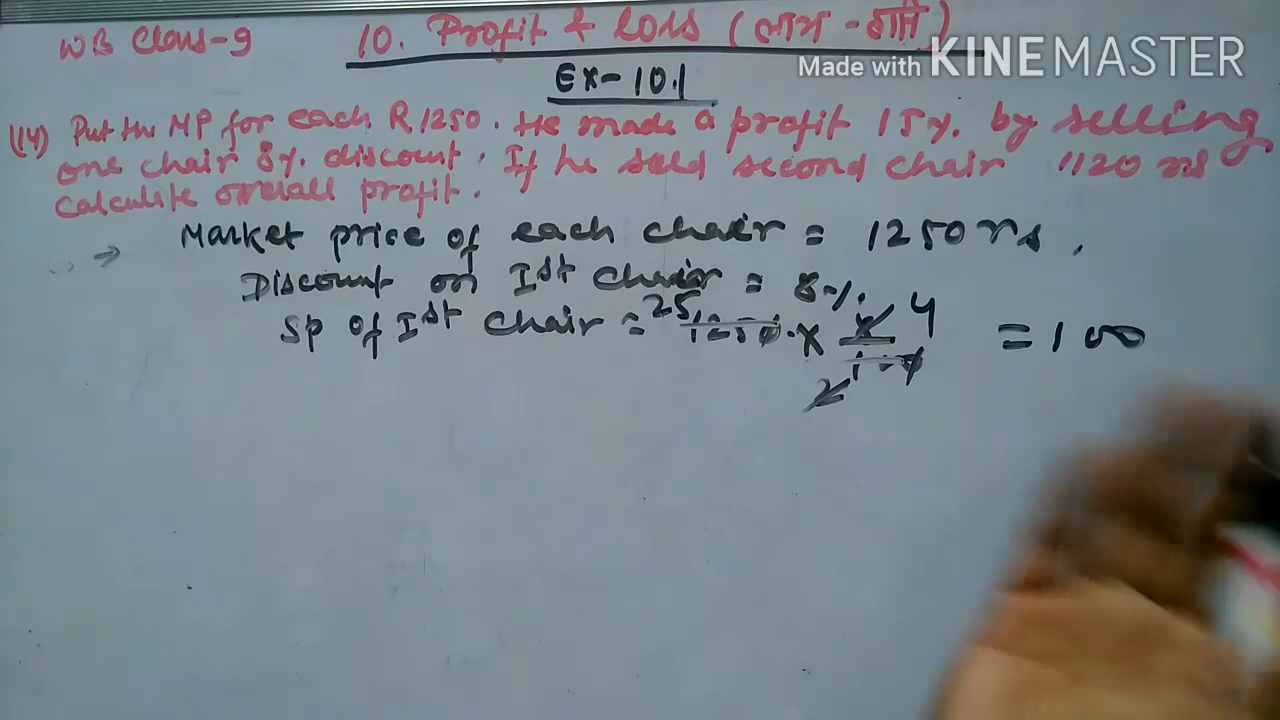 WB Class-9 10. Profit & Loss (लाभ - हानि)
Made with KINEMASTER
Ex-10.1
(14) Put the MP for each R, 1250. He made a profit 15%. by selling
one chair 8%. discount. If he sold second chair 1120 rs
calculate overall profit.
→ Market price of each chair = 1250 rs.
Discount on Ist chair = 8%.
SP of Ist chair = 25 1250 × 8 4 = 100
100
2